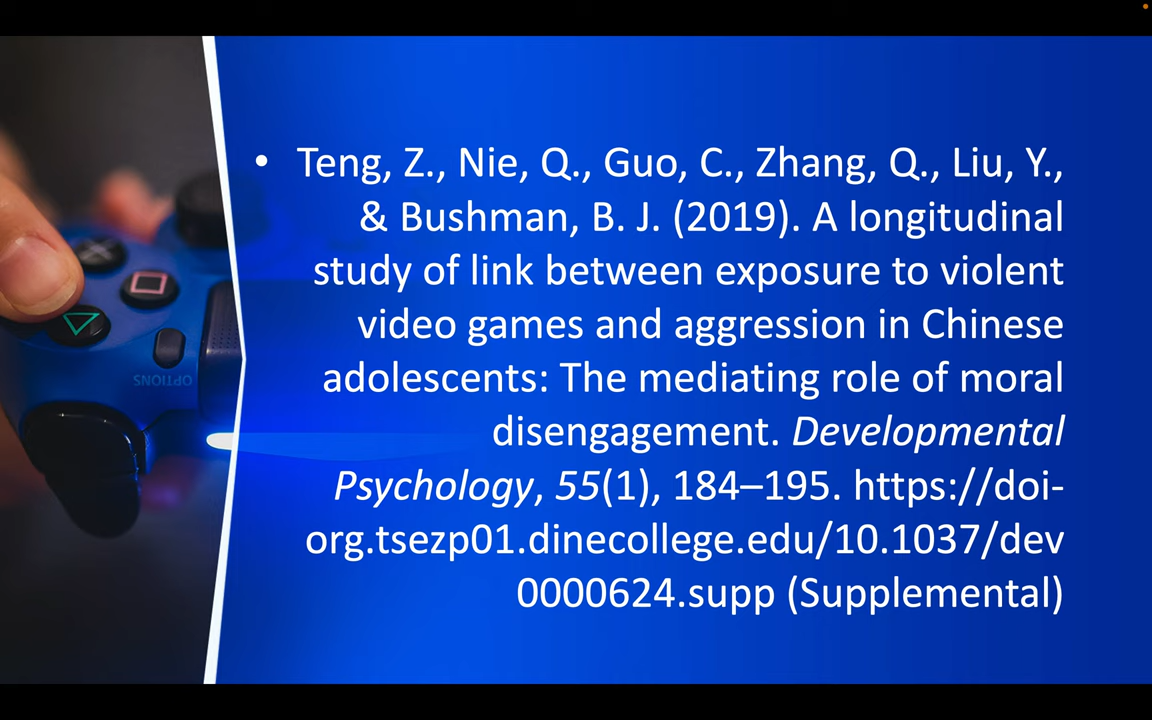 • Teng, Z., Nie, Q., Guo, C., Zhang, Q., Liu, Y.,
& Bushman, B. J. (2019). A longitudinal
study of link between exposure to violent
video games and aggression in Chinese
adolescents: The mediating role of moral
disengagement. Developmental
Psychology, 55(1), 184–195. https://doi-
org.tsezp01.dinecollege.edu/10.1037/dev
0000624.supp (Supplemental)
OPTIONS